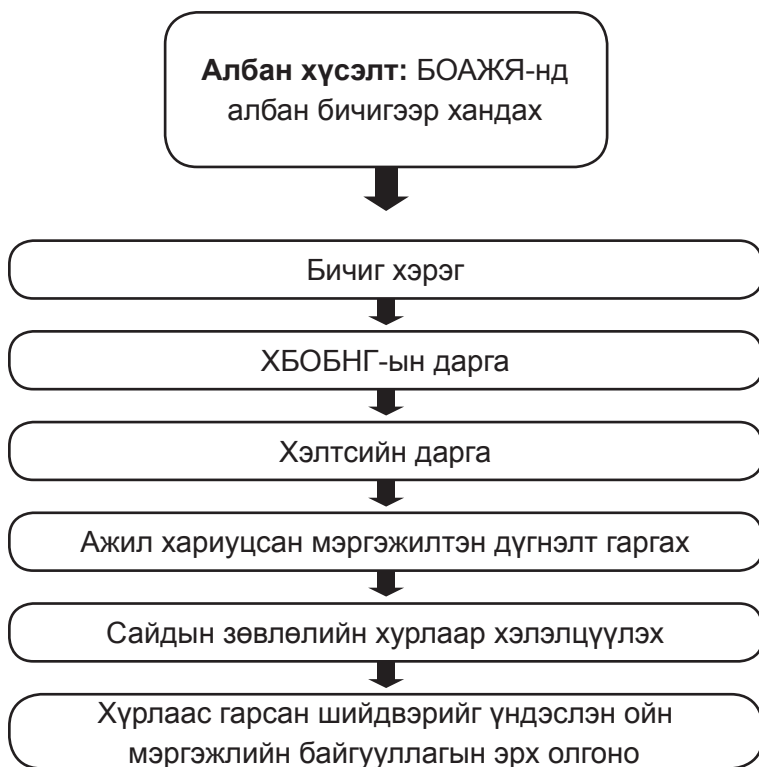 Албан хүсэлт: БОАЖЯ-нд
албан бичигээр хандах
Бичиг хэрэг
ХБОБНГ-ын дарга
Хэлтсийн дарга
Ажил хариуцсан мэргэжилтэн дүгнэлт гаргах
Сайдын зөвлөлийн хурлаар хэлэлцүүлэх
Хүрлаас гарсан шийдвэрийг үндэслэн ойн
мэргэжлийн байгууллагын эрх олгоно